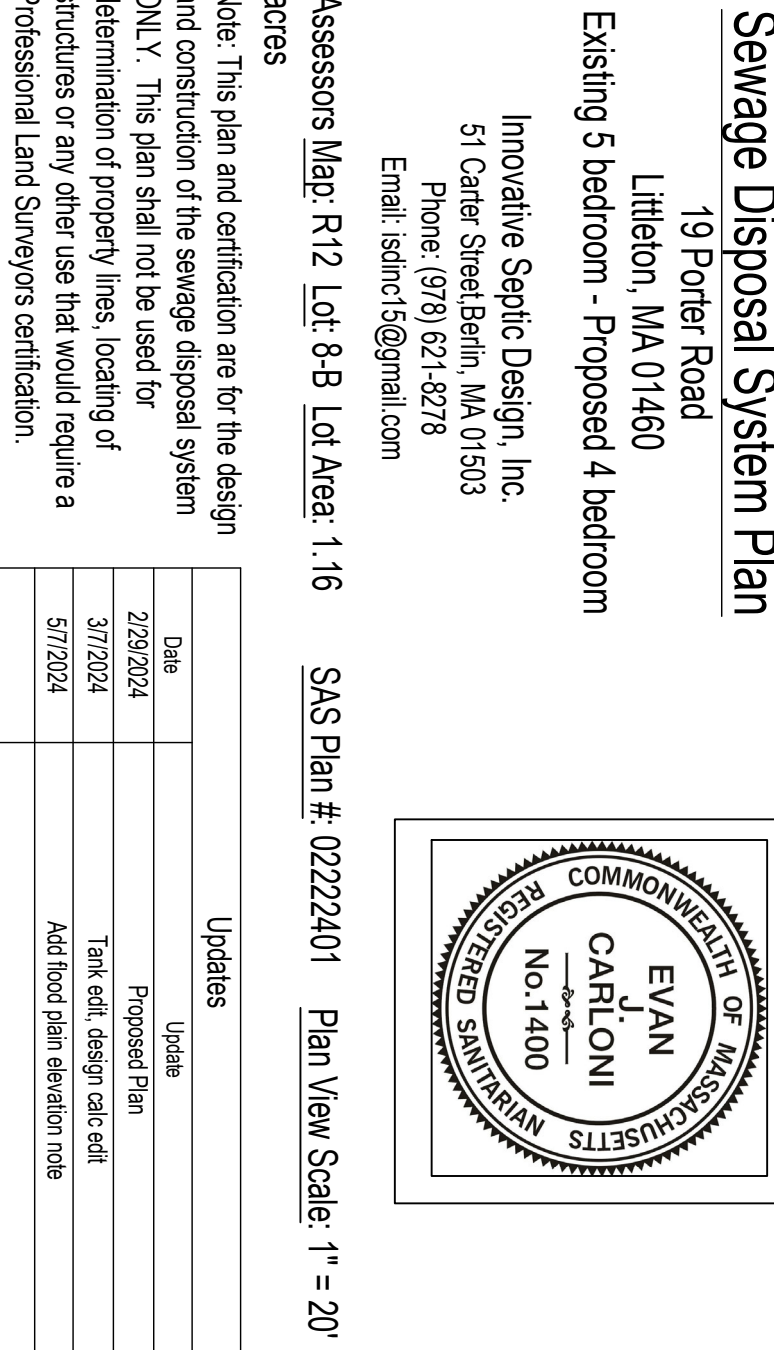 Sewage Disposal System Plan
19 Porter Road
Littleton, MA 01460
Existing 5 bedroom - Proposed 4 bedroom
Innovative Septic Design, Inc.
51 Carter Street,Berlin, MA 01503
Phone: (978) 621-8278
Email: isdinc15@gmail.com
COMMONWEALTH OF MASSACHUSETTS
EVAN
J.
CARLONI
No.1400
REGISTERED SANITARIAN
Assessors Map: R12 Lot: 8-B Lot Area: 1.16
acres
SAS Plan #: 02222401 Plan View Scale: 1" = 20'
Note: This plan and certification are for the design
and construction of the sewage disposal system
ONLY. This plan shall not be used for
determination of property lines, locating of
structures or any other use that would require a
Professional Land Surveyors certification.
Updates
Date Update
2/29/2024 Proposed Plan
3/7/2024 Tank edit, design calc edit
5/7/2024 Add flood plain elevation note